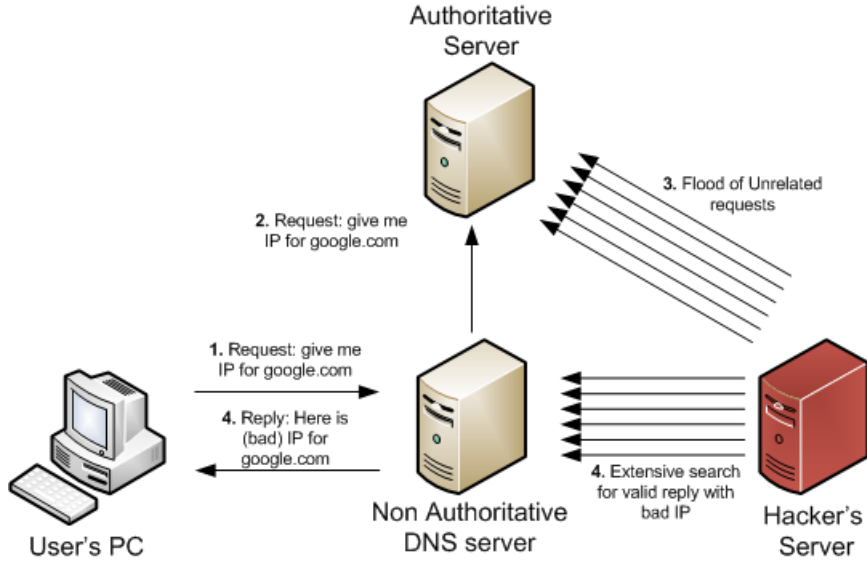 Authoritative
Server
3. Flood of Unrelated
requests
2. Request: give me
IP for google.com
1. Request: give me
IP for google.com
4. Reply: Here is
(bad) IP for
google.com
4. Extensive search
for valid reply with
bad IP
User's PC
Non Authoritative
DNS server
Hacker's
Server